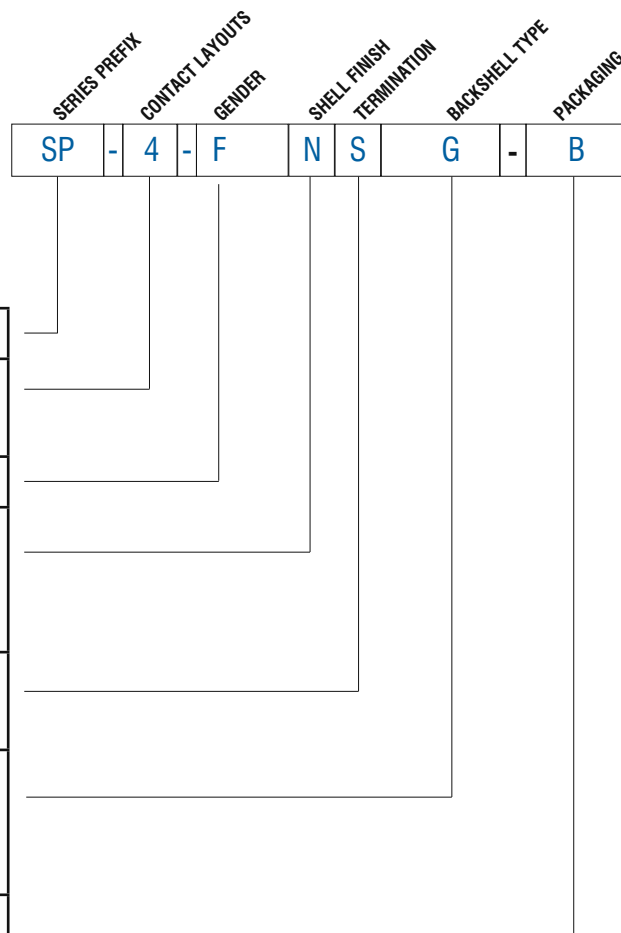 SERIES PREFIX
CONTACT LAYOUTS
GENDER
SHELL FINISH
TERMINATION
BACKSHELL TYPE
PACKAGING
SP - 4 - F N S G - B